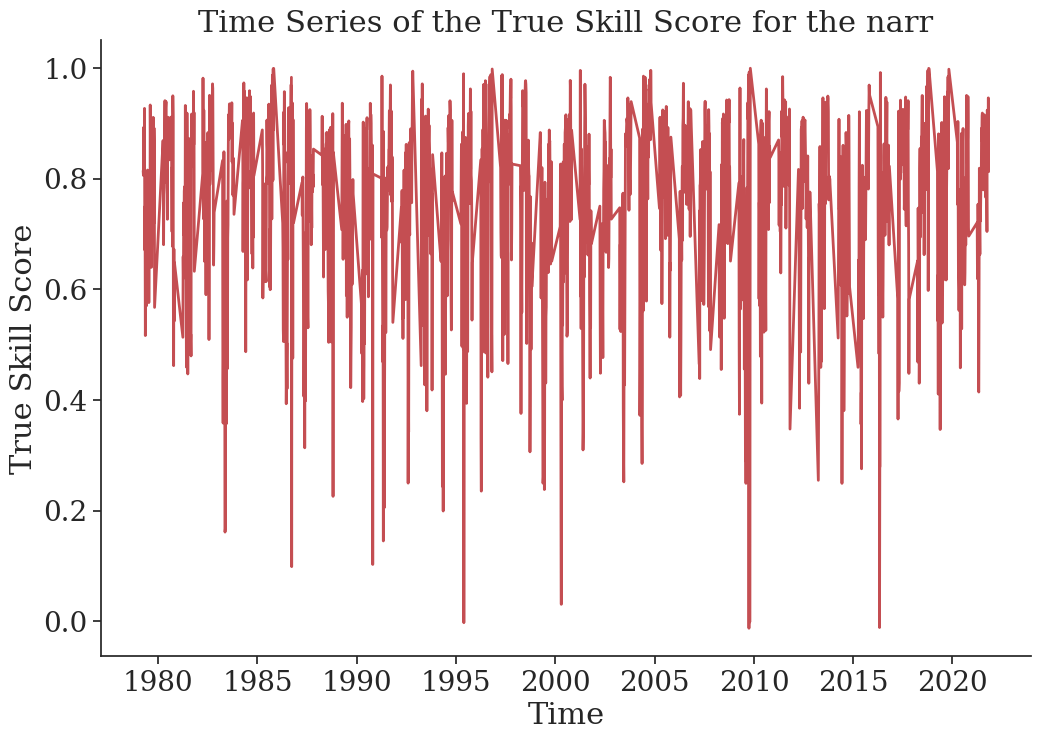 Time Series of the True Skill Score for the narr
True Skill Score
1.0
0.8
0.6
0.4
0.2
0.0
1980 1985 1990 1995 2000 2005 2010 2015 2020
Time